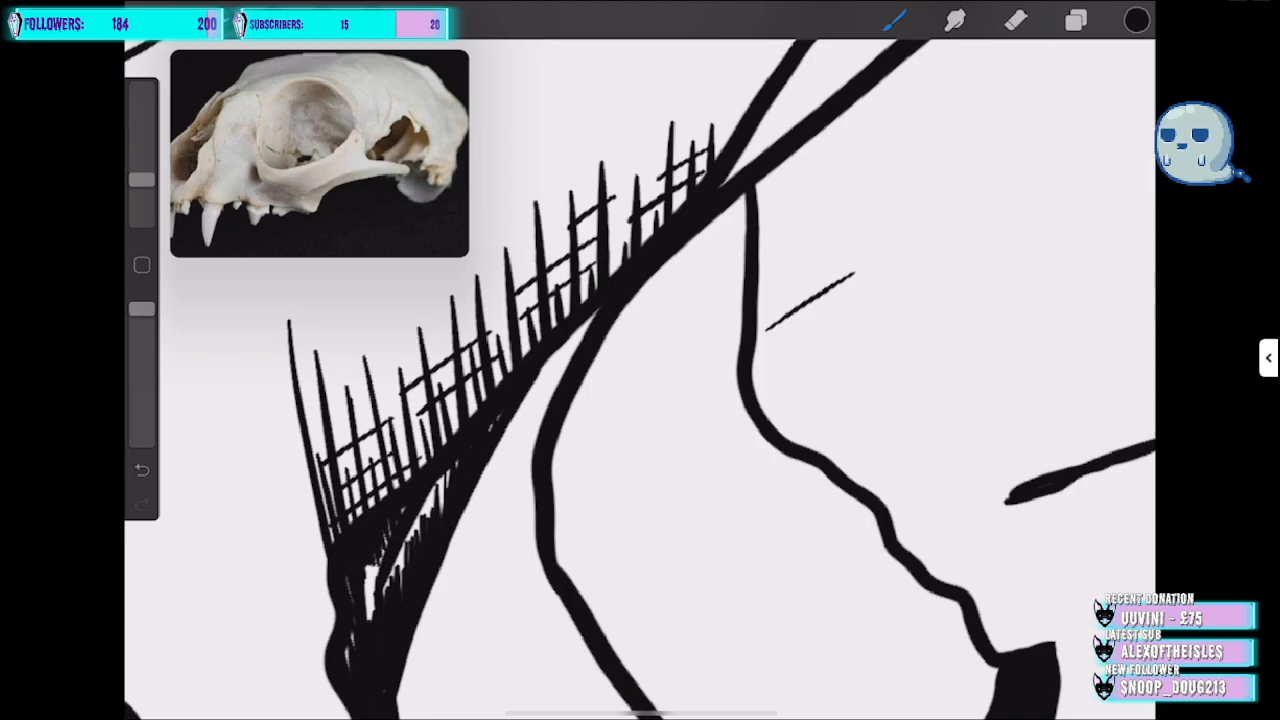 FOLLOWERS: 184 200
SUBSCRIBERS: 15 20
RECENT DONATION
UUVINI - £75
LATEST SUB
ALEXOFTHEISLES
NEW FOLLOWER
SNOOP_DOUG213